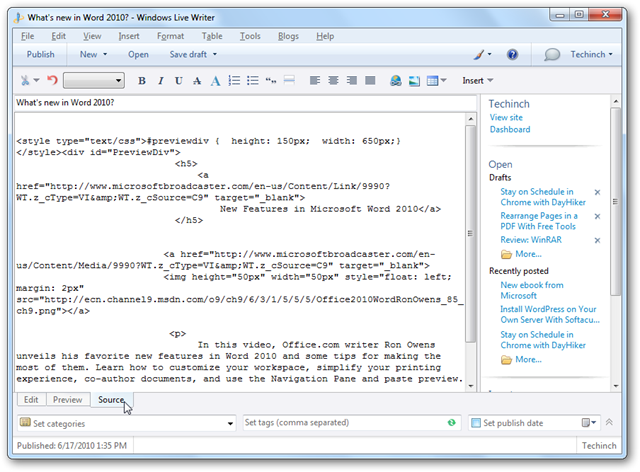 What's new in Word 2010? - Windows Live Writer
File Edit View Insert Format Table Tools Blogs Help
Publish New Open Save draft Techinch
B I U A A Insert
What's new in Word 2010?
<style type="text/css">#previewdiv {  height: 150px;  width: 650px;}
</style><div id="PreviewDiv">
<h5>
<a
href="http://www.microsoftbroadcaster.com/en-us/Content/Link/9990?
WT.z_cType=VI&amp;WT.z_cSource=C9" target="_blank">
New Features in Microsoft Word 2010</a>
</h5>
<a href="http://www.microsoftbroadcaster.com/en-
us/Content/Media/9990?WT.z_cType=VI&amp;WT.z_cSource=C9" target="_blank">
<img height="50px" width="50px" style="float: left;
margin: 2px"
src="http://ecn.channel9.msdn.com/o9/ch9/6/3/1/5/5/5/Office2010WordRonOwens_85_
ch9.png"></a>
<p>
In this video, Office.com writer Ron Owens
unveils his favorite new features in Word 2010 and some tips for making the
most of them. Learn how to customize your workspace, simplify your printing
experience, co-author documents, and use the Navigation Pane and paste preview.
Techinch
View site
Dashboard
Open
Drafts
Stay on Schedule in
Chrome with DayHiker
Rearrange Pages in a
PDF With Free Tools
Review: WinRAR
More...
Recently posted
New ebook from
Microsoft
Install WordPress on Your
Own Server With Softacu...
Stay on Schedule in
Chrome with DayHiker
More...
Edit Preview Source
Set categories Set tags (comma separated) Set publish date
Published: 6/17/2010 1:35 PM Techinch